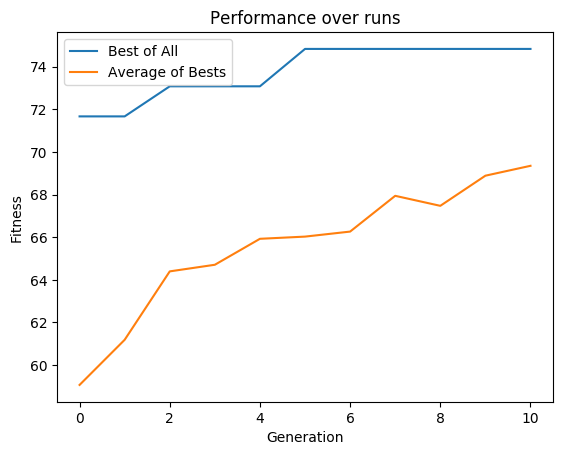 Performance over runs
Best of All
Average of Bests
74
72
70
68
66
64
62
60
Fitness
0 2 4 6 8 10
Generation